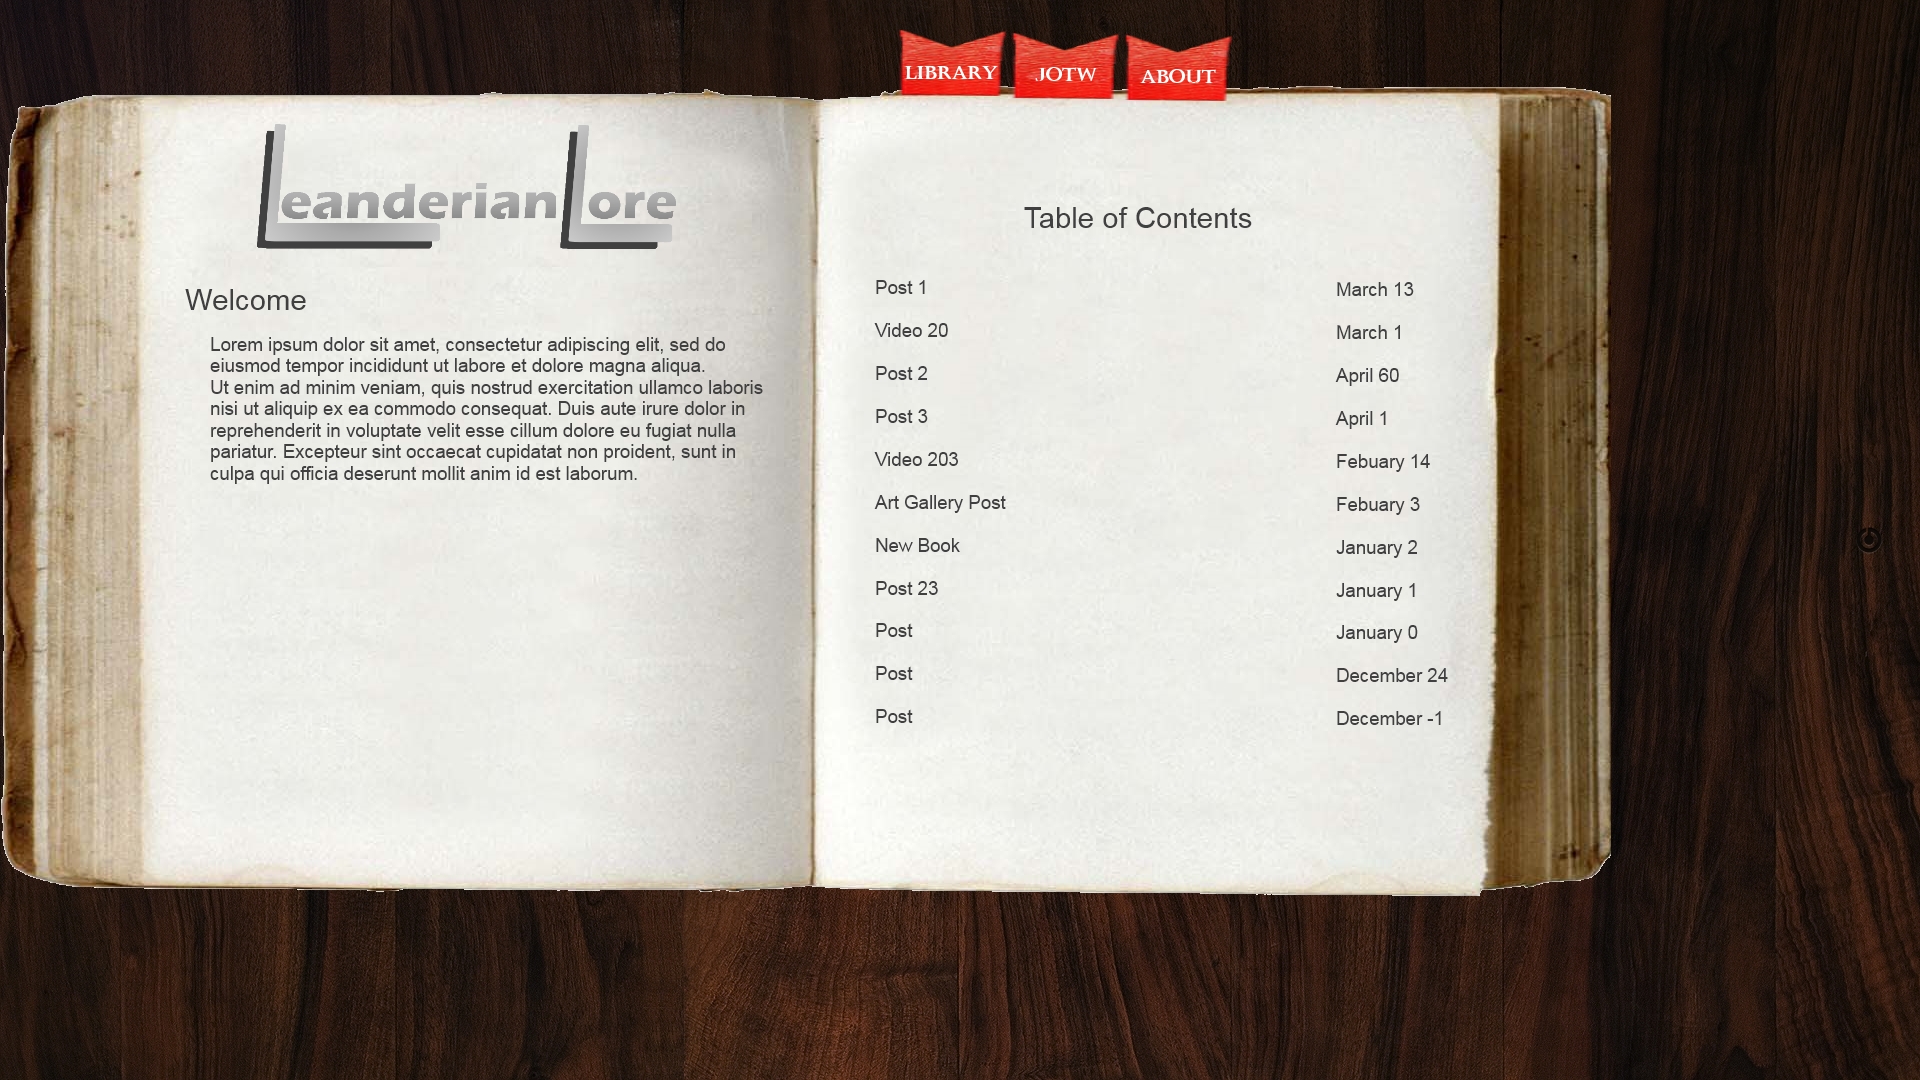 LIBRARY JOTW ABOUT
Leanderian Lore
Welcome
Lorem ipsum dolor sit amet, consectetur adipiscing elit, sed do
eiusmod tempor incididunt ut labore et dolore magna aliqua.
Ut enim ad minim veniam, quis nostrud exercitation ullamco laboris
nisi ut aliquip ex ea commodo consequat. Duis aute irure dolor in
reprehenderit in voluptate velit esse cillum dolore eu fugiat nulla
pariatur. Excepteur sint occaecat cupidatat non proident, sunt in
culpa qui officia deserunt mollit anim id est laborum.
Table of Contents
Post 1 March 13
Video 20 March 1
Post 2 April 60
Post 3 April 1
Video 203 Febuary 14
Art Gallery Post Febuary 3
New Book January 2
Post 23 January 1
Post January 0
Post December 24
Post December -1